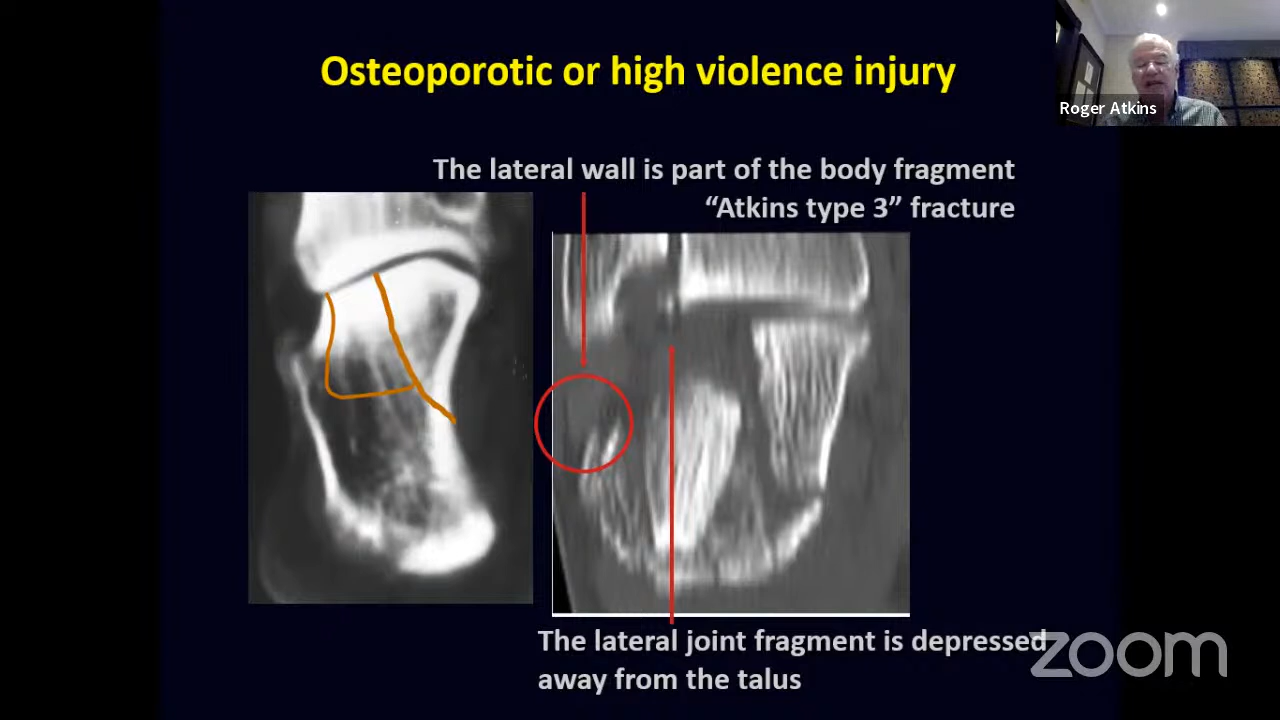 Osteoporotic or high violence injury
Roger Atkins
The lateral wall is part of the body fragment
“Atkins type 3” fracture
The lateral joint fragment is depressed
away from the talus
zoom